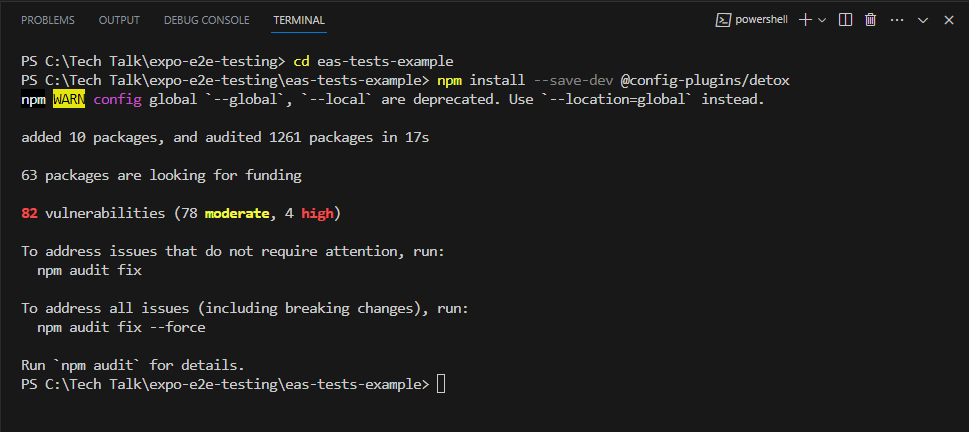 PROBLEMS OUTPUT DEBUG CONSOLE TERMINAL powershell
PS C:\Tech Talk\expo-e2e-testing> cd eas-tests-example
PS C:\Tech Talk\expo-e2e-testing\eas-tests-example> npm install --save-dev @config-plugins/detox
npm WARN config global `--global`, `--local` are deprecated. Use `--location=global` instead.
added 10 packages, and audited 1261 packages in 17s
63 packages are looking for funding
82 vulnerabilities (78 moderate, 4 high)
To address issues that do not require attention, run:
  npm audit fix
To address all issues (including breaking changes), run:
  npm audit fix --force
Run `npm audit` for details.
PS C:\Tech Talk\expo-e2e-testing\eas-tests-example>